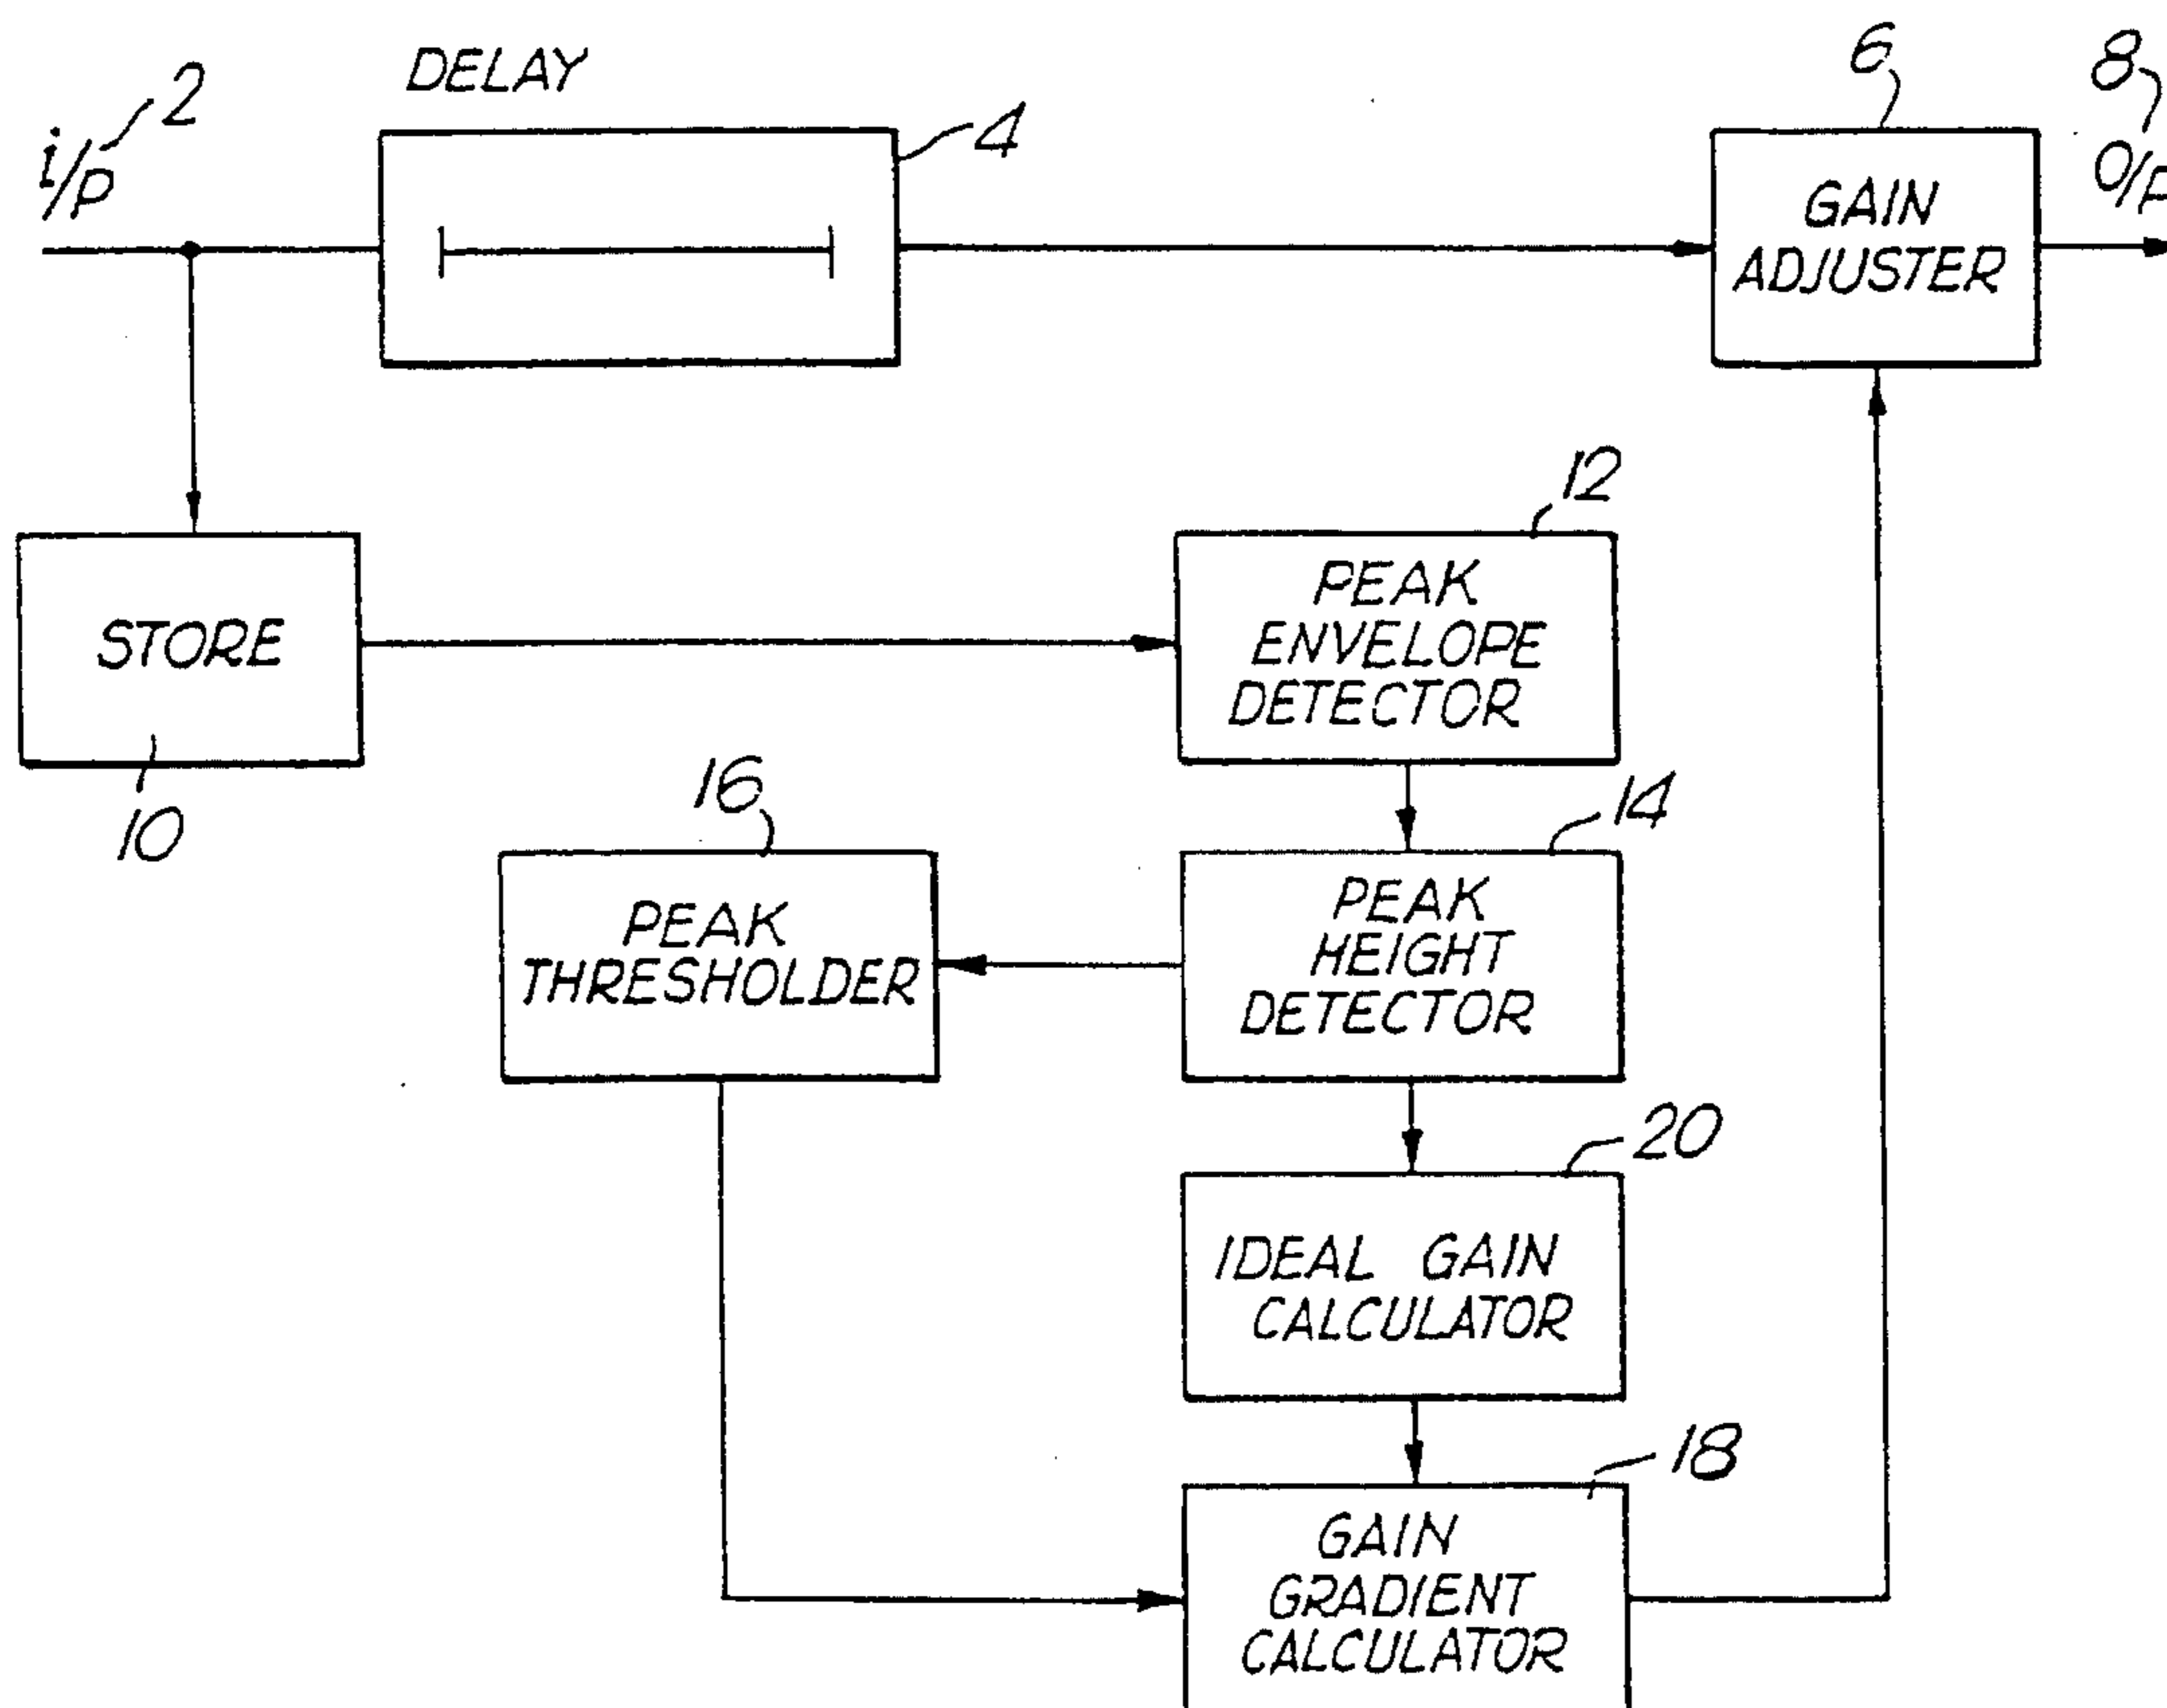 DELAY
i/p
2
4
6
8
GAIN
ADJUSTER
STORE
10
12
PEAK
ENVELOPE
DETECTOR
14
16
PEAK
THRESHOLDER
PEAK
HEIGHT
DETECTOR
20
IDEAL GAIN
CALCULATOR
18
GAIN
GRADIENT
CALCULATOR